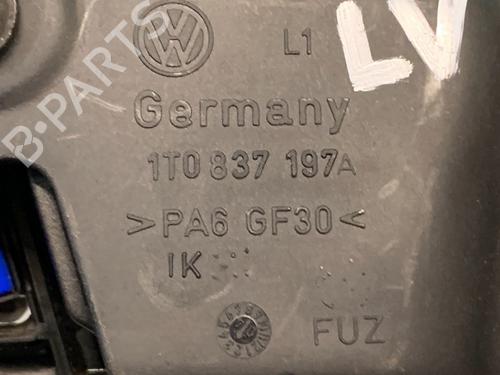 VW L1
LV
Germany
1T0 837 197A
>PA6 GF30<
IK
FUZ
B-PARTS